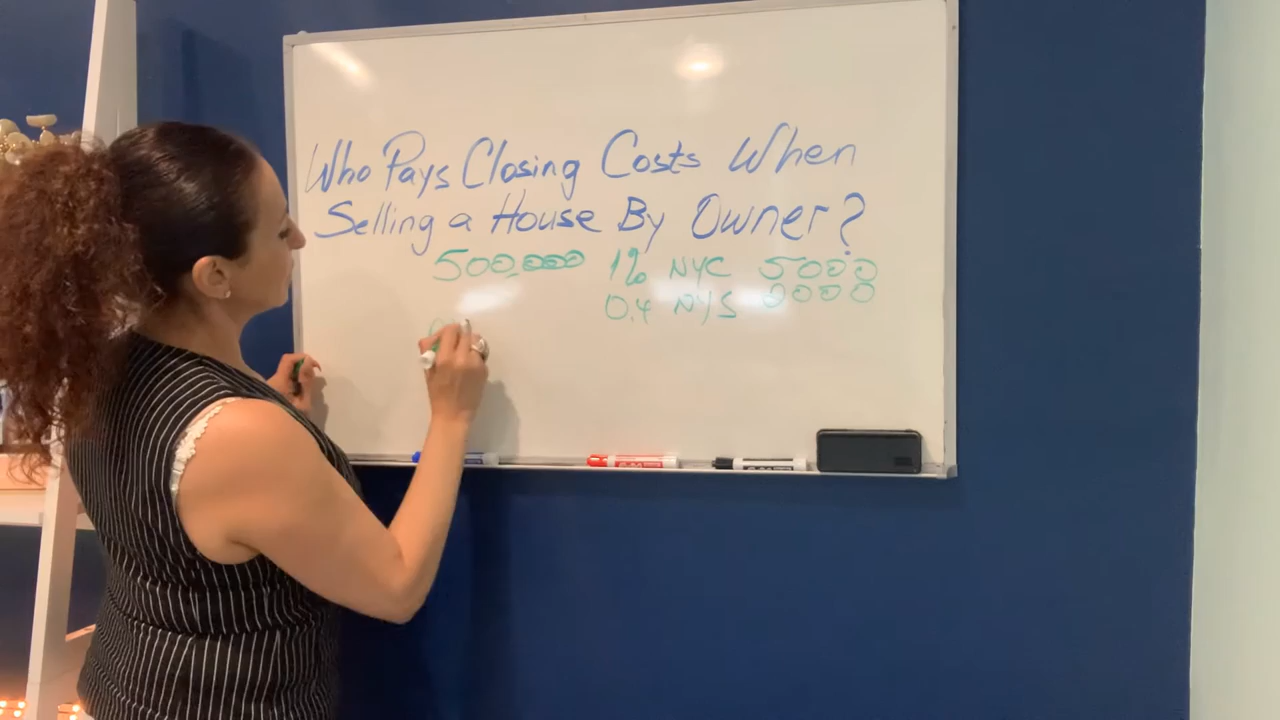 Who Pays Closing Costs When
Selling a House By Owner?
500,000 1% NYC 5000
0.4 NYS 2000